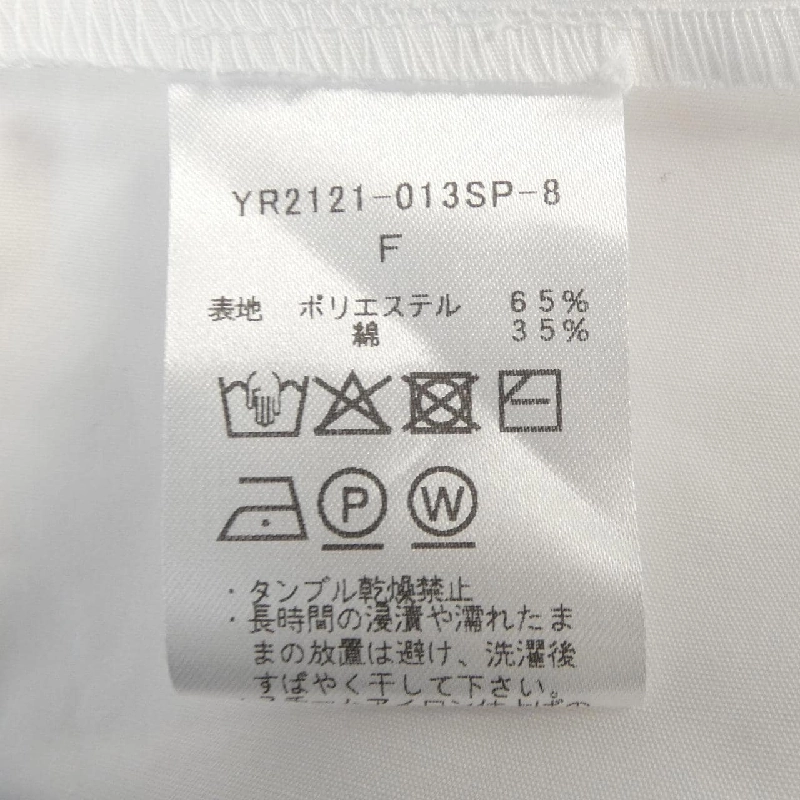 YR2121-013SP-8
F
表地 ポリエステル 65%
綿 35%
P W
・タンブル乾燥禁止
・長時間の浸漬や濡れたま
まの放置は避け、洗濯後
すばやく干して下さい。